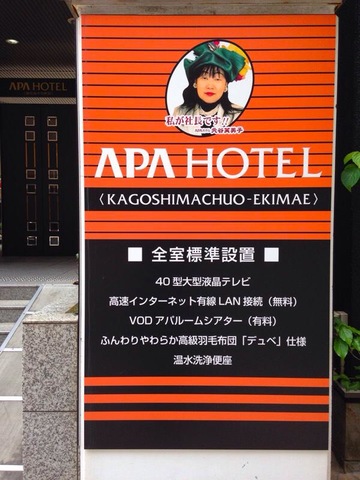 APA HOTEL
私が社長です!!
APA HOTEL
〈KAGOSHIMACHUO-EKIMAE〉
■ 全室標準設置 ■
40型大型液晶テレビ
高速インターネット有線LAN接続（無料）
VOD アパルームシアター（有料）
ふんわりやわらか高級羽毛布団「デュベ」仕様
温水洗浄便座